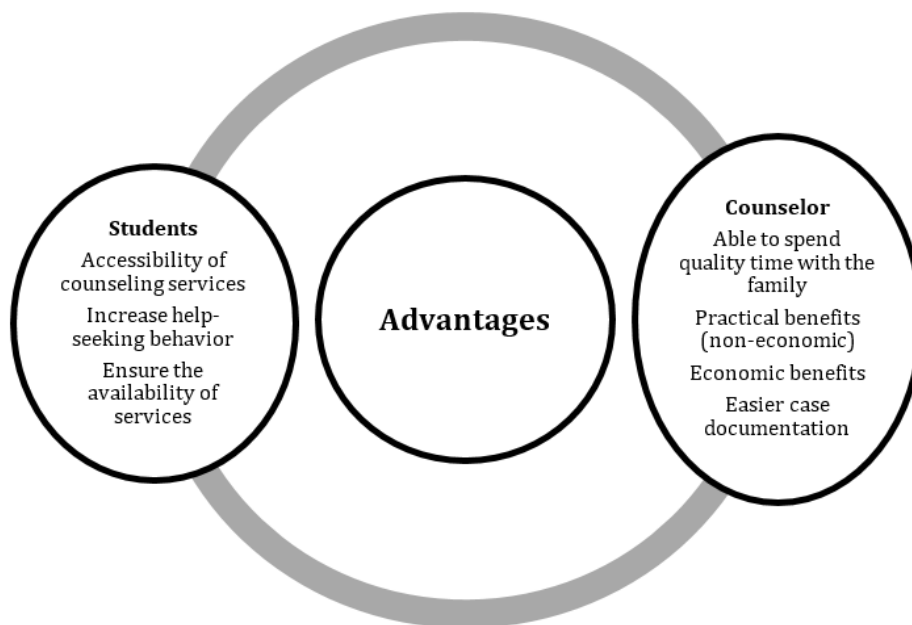 Students
Accessibility of
counseling services
Increase help-
seeking behavior
Ensure the
availability of
services
Advantages
Counselor
Able to spend
quality time with the
family
Practical benefits
(non-economic)
Economic benefits
Easier case
documentation